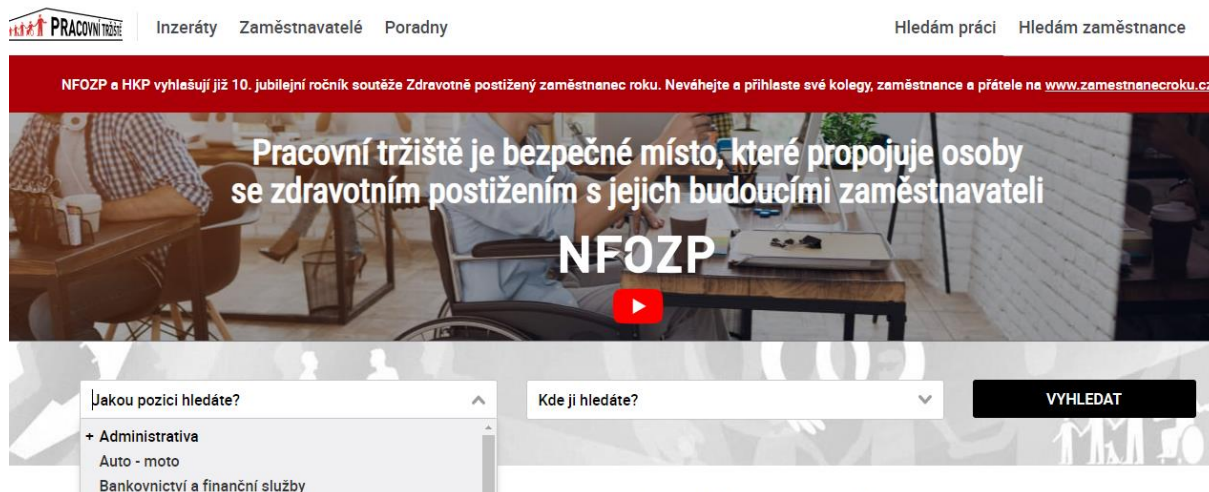 PRACOVNÍ TRŽIŠTĚ
Inzeráty Zaměstnavatelé Poradny Hledám práci Hledám zaměstnance
NFOZP a HKP vyhlašují již 10. jubilejní ročník soutěže Zdravotně postižený zaměstnanec roku. Neváhejte a přihlaste své kolegy, zaměstnance a přátele na www.zamestnanecroku.cz
Pracovní tržiště je bezpečné místo, které propojuje osoby
se zdravotním postižením s jejich budoucími zaměstnavateli
NFOZP
Jakou pozici hledáte? Kde ji hledáte? VYHLEDAT
+ Administrativa
Auto - moto
Bankovnictví a finanční služby